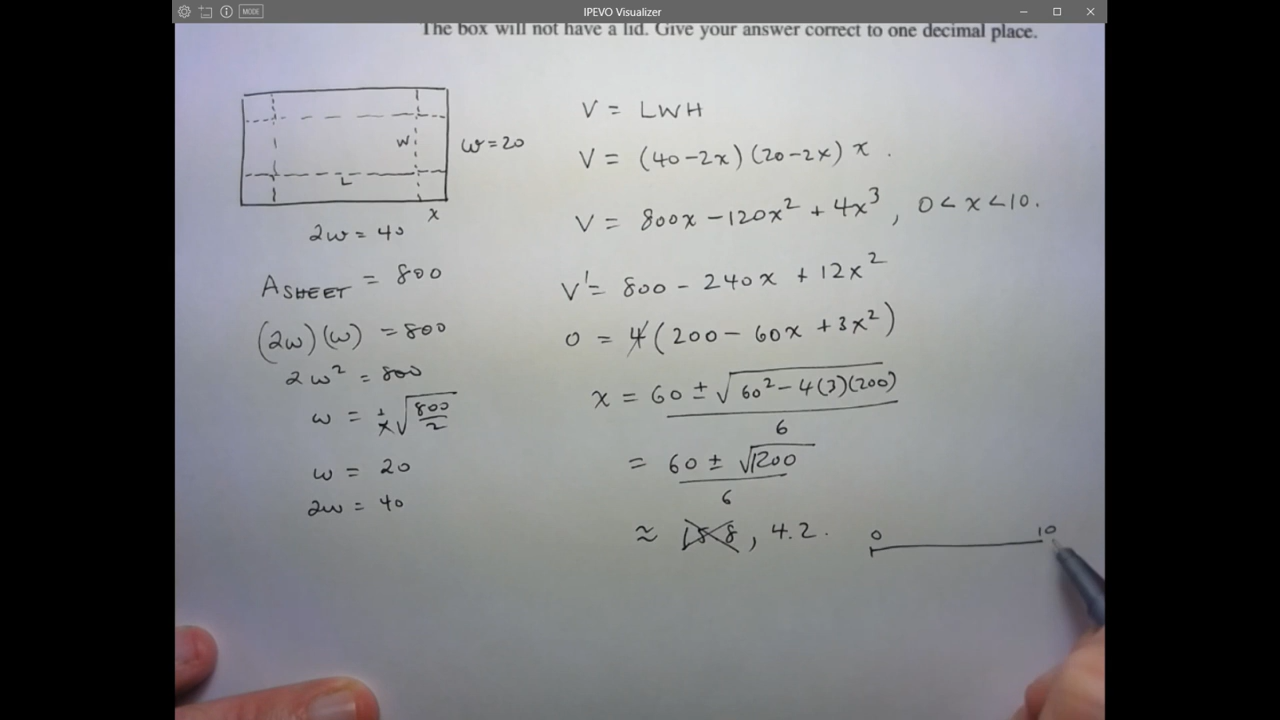 MODE
IPEVO Visualizer
The box will not have a lid. Give your answer correct to one decimal place.
W
w = 20
L
x
2w = 40
A SHEET = 800
(2w)(w) = 800
2w² = 800
w = ±√(800/2)
w = 20
2w = 40
V = LWH
V = (40-2x)(20-2x) x .
V = 800x - 120x² + 4x³ , 0 < x < 10.
V' = 800 - 240x + 12x²
0 = 4(200 - 60x + 3x²)
x = 60 ± √(60² - 4(3)(200))
6
= 60 ± √1200
6
≈ 15.8, 4.2 .
0 10